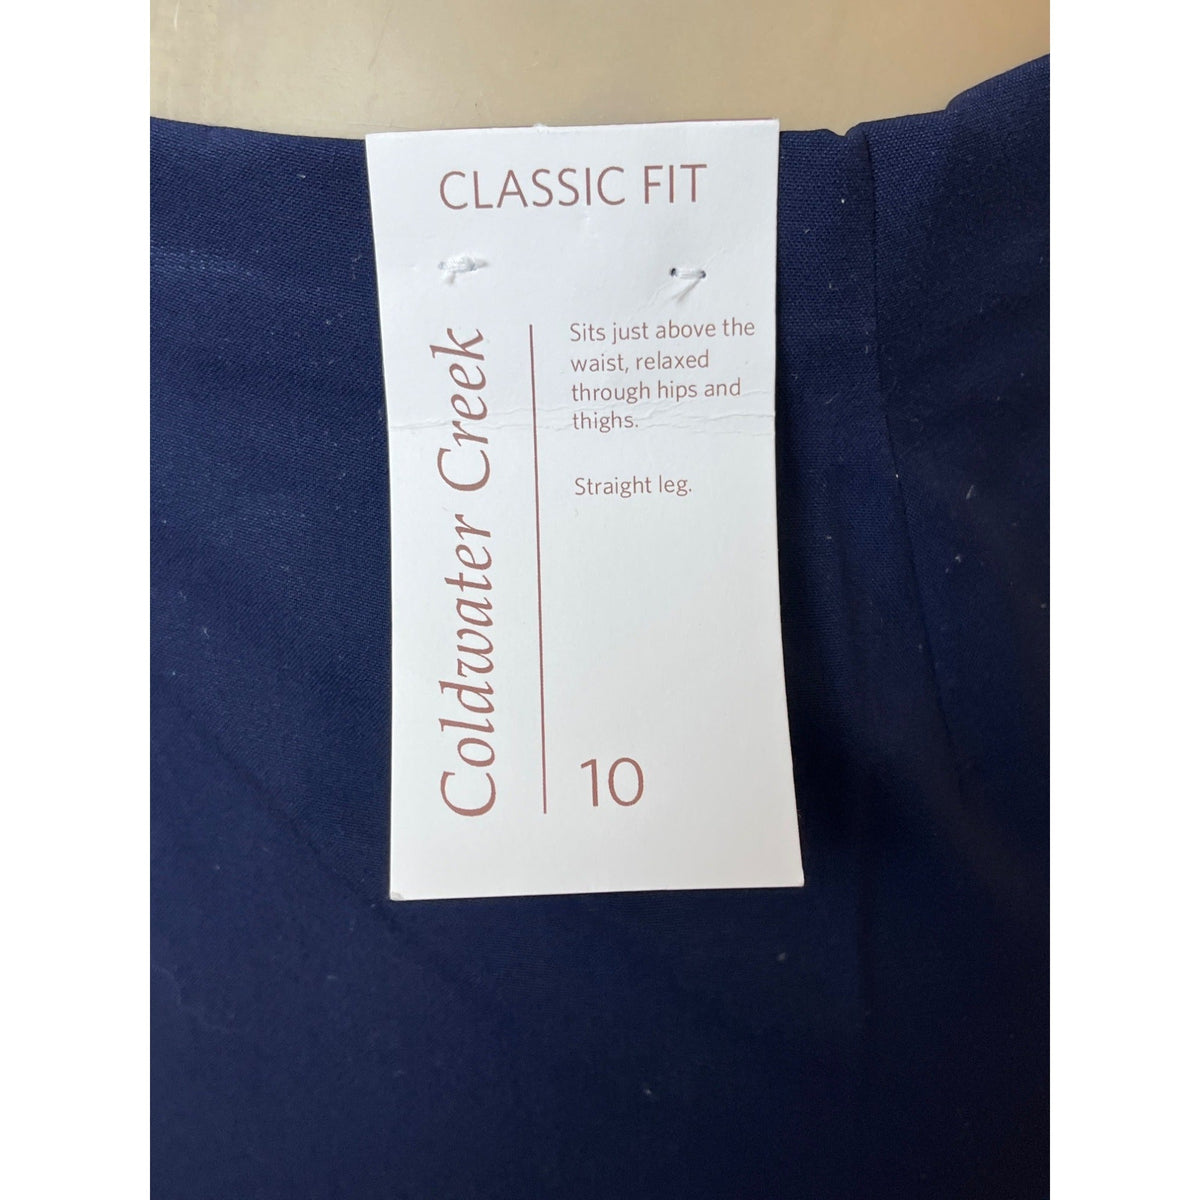 CLASSIC FIT
Coldwater Creek
Sits just above the
waist, relaxed
through hips and
thighs.
Straight leg.
10